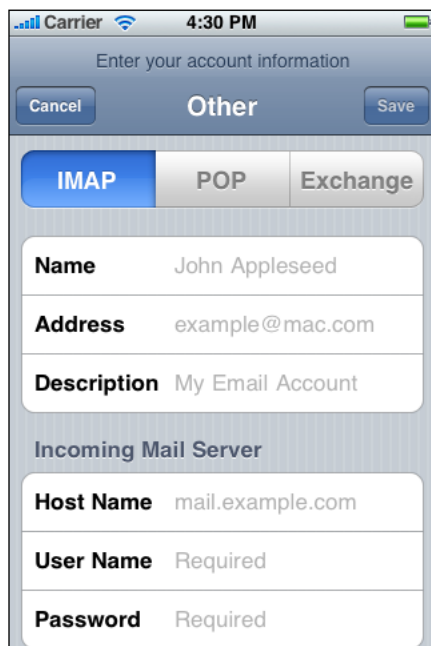 Carrier 4:30 PM
Enter your account information
Cancel Other Save
IMAP POP Exchange
Name John Appleseed
Address example@mac.com
Description My Email Account
Incoming Mail Server
Host Name mail.example.com
User Name Required
Password Required